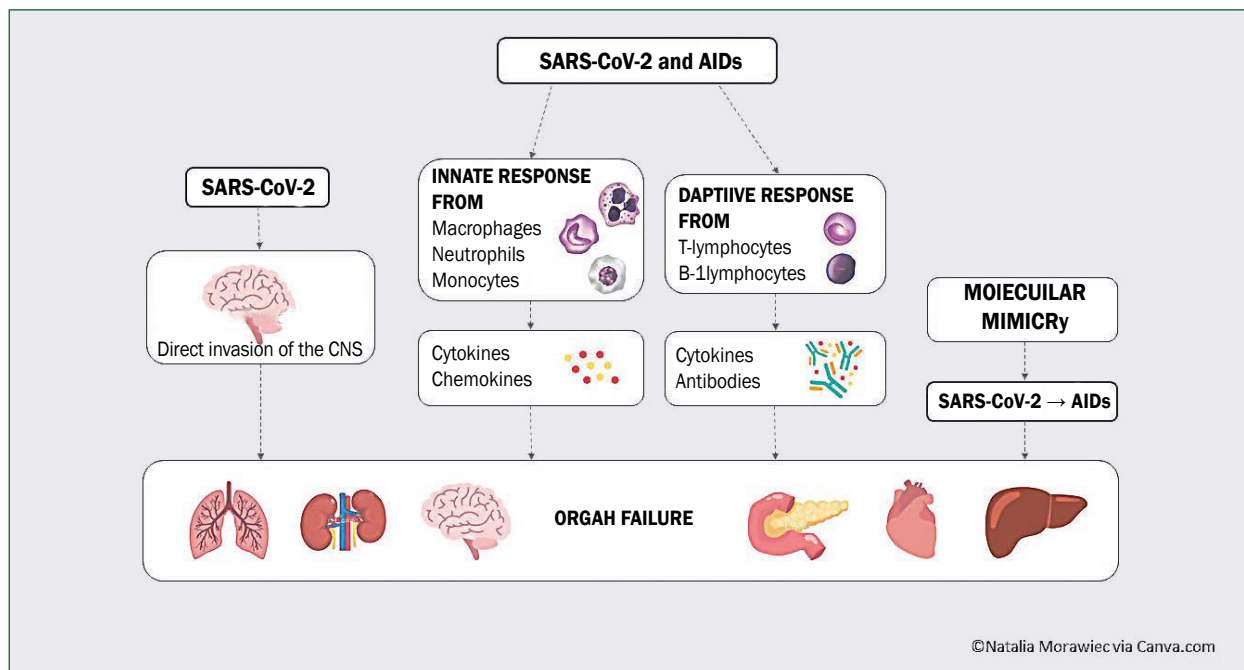 SARS-CoV-2 and AIDs
SARS-CoV-2
Direct invasion of the CNS
INNATE RESPONSE
FROM
Macrophages
Neutrophils
Monocytes
Cytokines
Chemokines
DAPTIIVE RESPONSE
FROM
T-lymphocytes
B-1lymphocytes
Cytokines
Antibodies
MOIECUILAR
MIMICRy
SARS-CoV-2 → AIDs
ORGAH FAILURE
©Natalia Morawiec via Canva.com